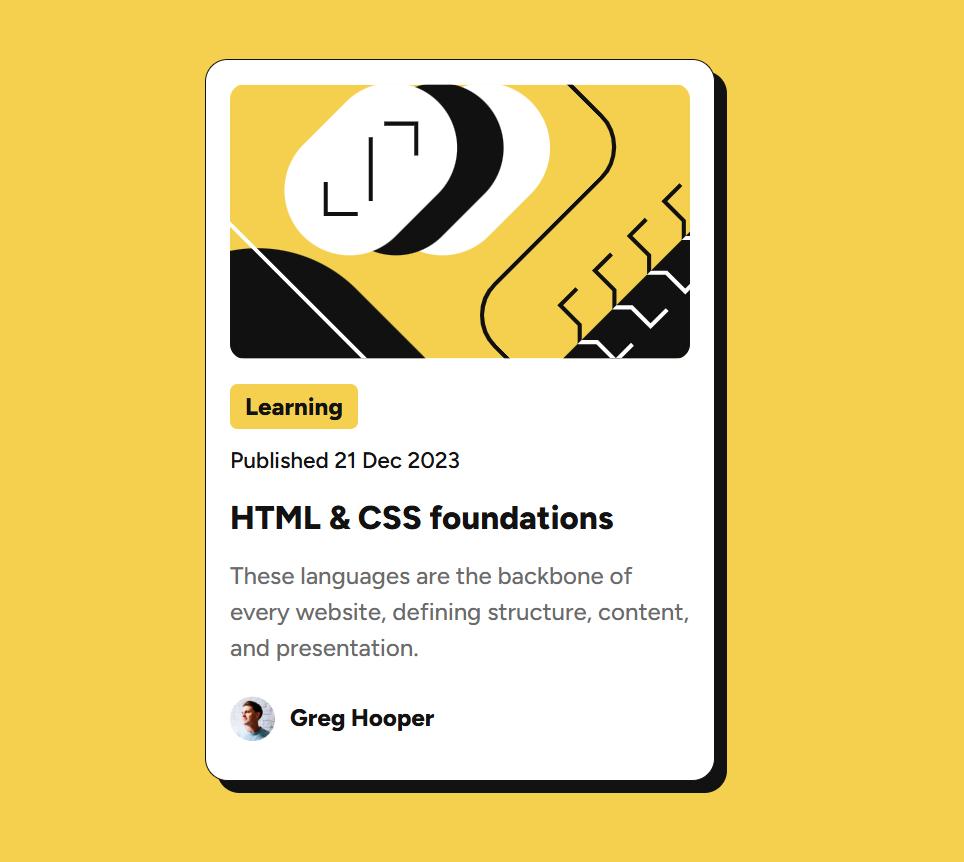 Learning
Published 21 Dec 2023
HTML & CSS foundations
These languages are the backbone of
every website, defining structure, content,
and presentation.
Greg Hooper